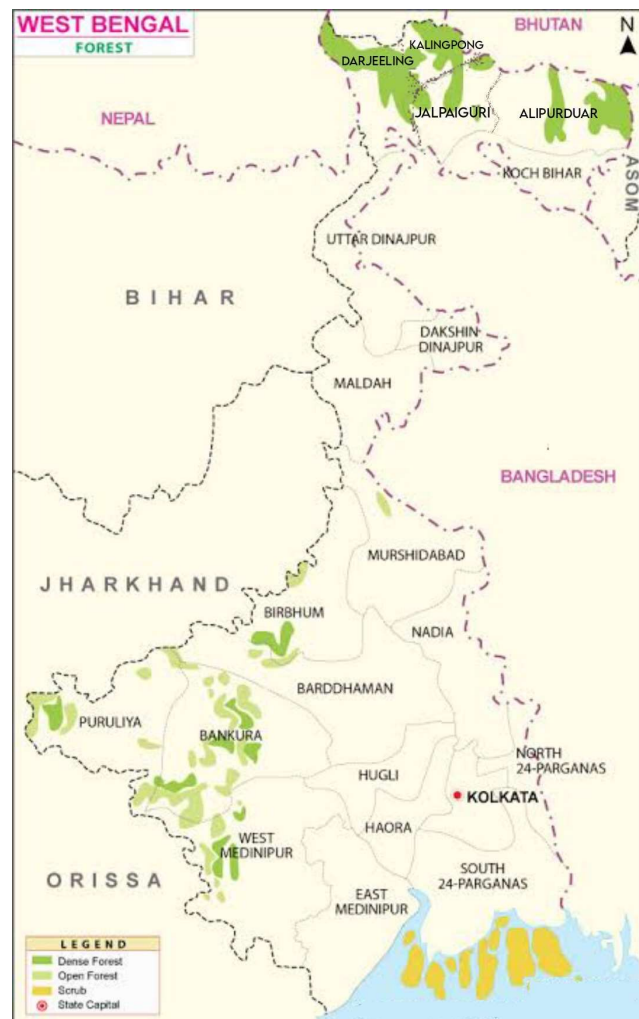 WEST BENGAL
FOREST
BHUTAN
N
KALINGPONG
DARJEELING
JALPAIGURI
ALIPURDUAR
NEPAL
KOCH BIHAR
ASOM
UTTAR DINAJPUR
BIHAR
DAKSHIN
DINAJPUR
MALDAH
BANGLADESH
MURSHIDABAD
JHARKHAND
BIRBHUM
NADIA
BARDDHAMAN
PURULIYA
BANKURA
NORTH
24-PARGANAS
HUGLI
KOLKATA
HAORA
WEST
MEDINIPUR
SOUTH
24-PARGANAS
ORISSA
EAST
MEDINIPUR
LEGEND
Dense Forest
Open Forest
Scrub
State Capital